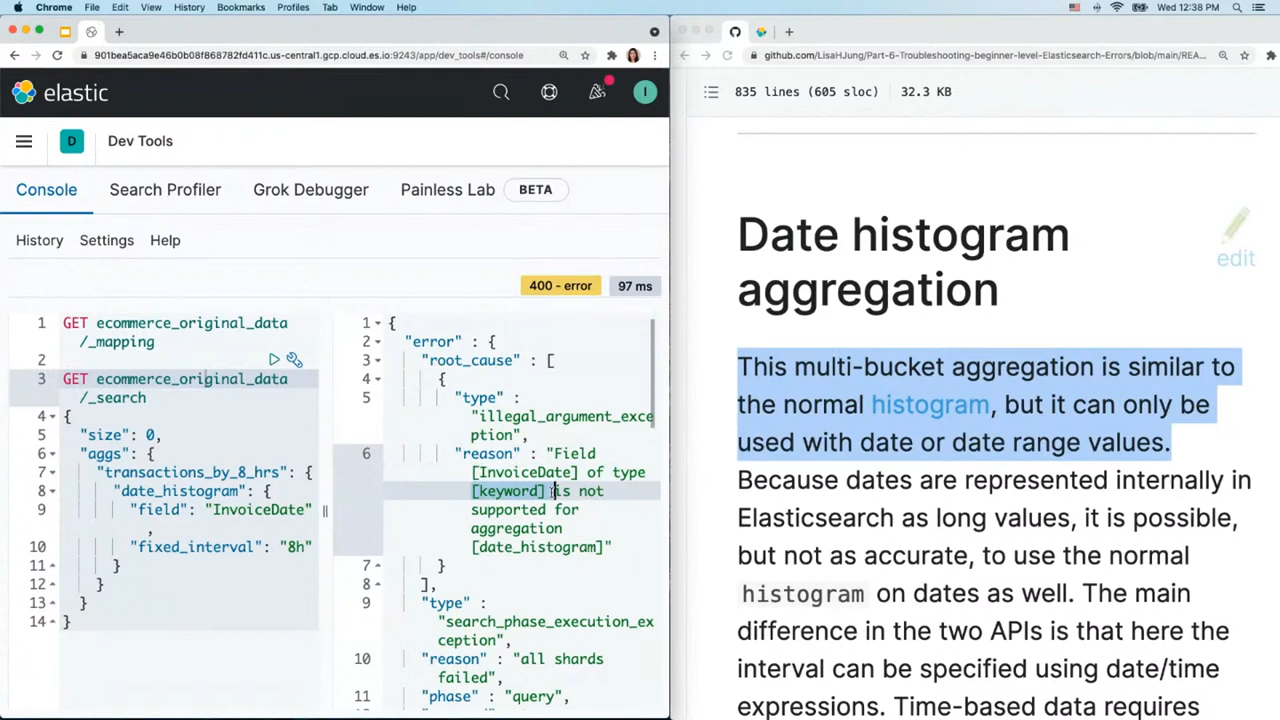 Chrome File Edit View History Bookmarks Profiles Tab Window Help
Wed 12:38 PM
901bea5aca9e46b0b08f868782fd411c.us-central1.gcp.cloud.es.io:9243/app/dev_tools#/console
github.com/LisaHJung/Part-6-Troubleshooting-beginner-level-Elasticsearch-Errors/blob/main/REA...
elastic
I
D
Dev Tools
Console Search Profiler Grok Debugger Painless Lab BETA
History Settings Help
400 - error 97 ms
1 GET ecommerce_original_data
/_mapping
2
3 GET ecommerce_original_data
/_search
4 {
5 "size": 0,
6 "aggs": {
7 "transactions_by_8_hrs": {
8 "date_histogram": {
9 "field": "InvoiceDate"
,
10 "fixed_interval": "8h"
11 }
12 }
13 }
14 }
1 {
2 "error" : {
3 "root_cause" : [
4 {
5 "type" :
"illegal_argument_exce
ption",
6 "reason" : "Field
[InvoiceDate] of type
[keyword] is not
supported for
aggregation
[date_histogram]"
7 }
8 ],
9 "type" :
"search_phase_execution_ex
ception",
10 "reason" : "all shards
failed",
11 "phase" : "query",
835 lines (605 sloc) 32.3 KB
Date histogram
aggregation
edit
This multi-bucket aggregation is similar to
the normal histogram, but it can only be
used with date or date range values.
Because dates are represented internally in
Elasticsearch as long values, it is possible,
but not as accurate, to use the normal
histogram on dates as well. The main
difference in the two APIs is that here the
interval can be specified using date/time
expressions. Time-based data requires